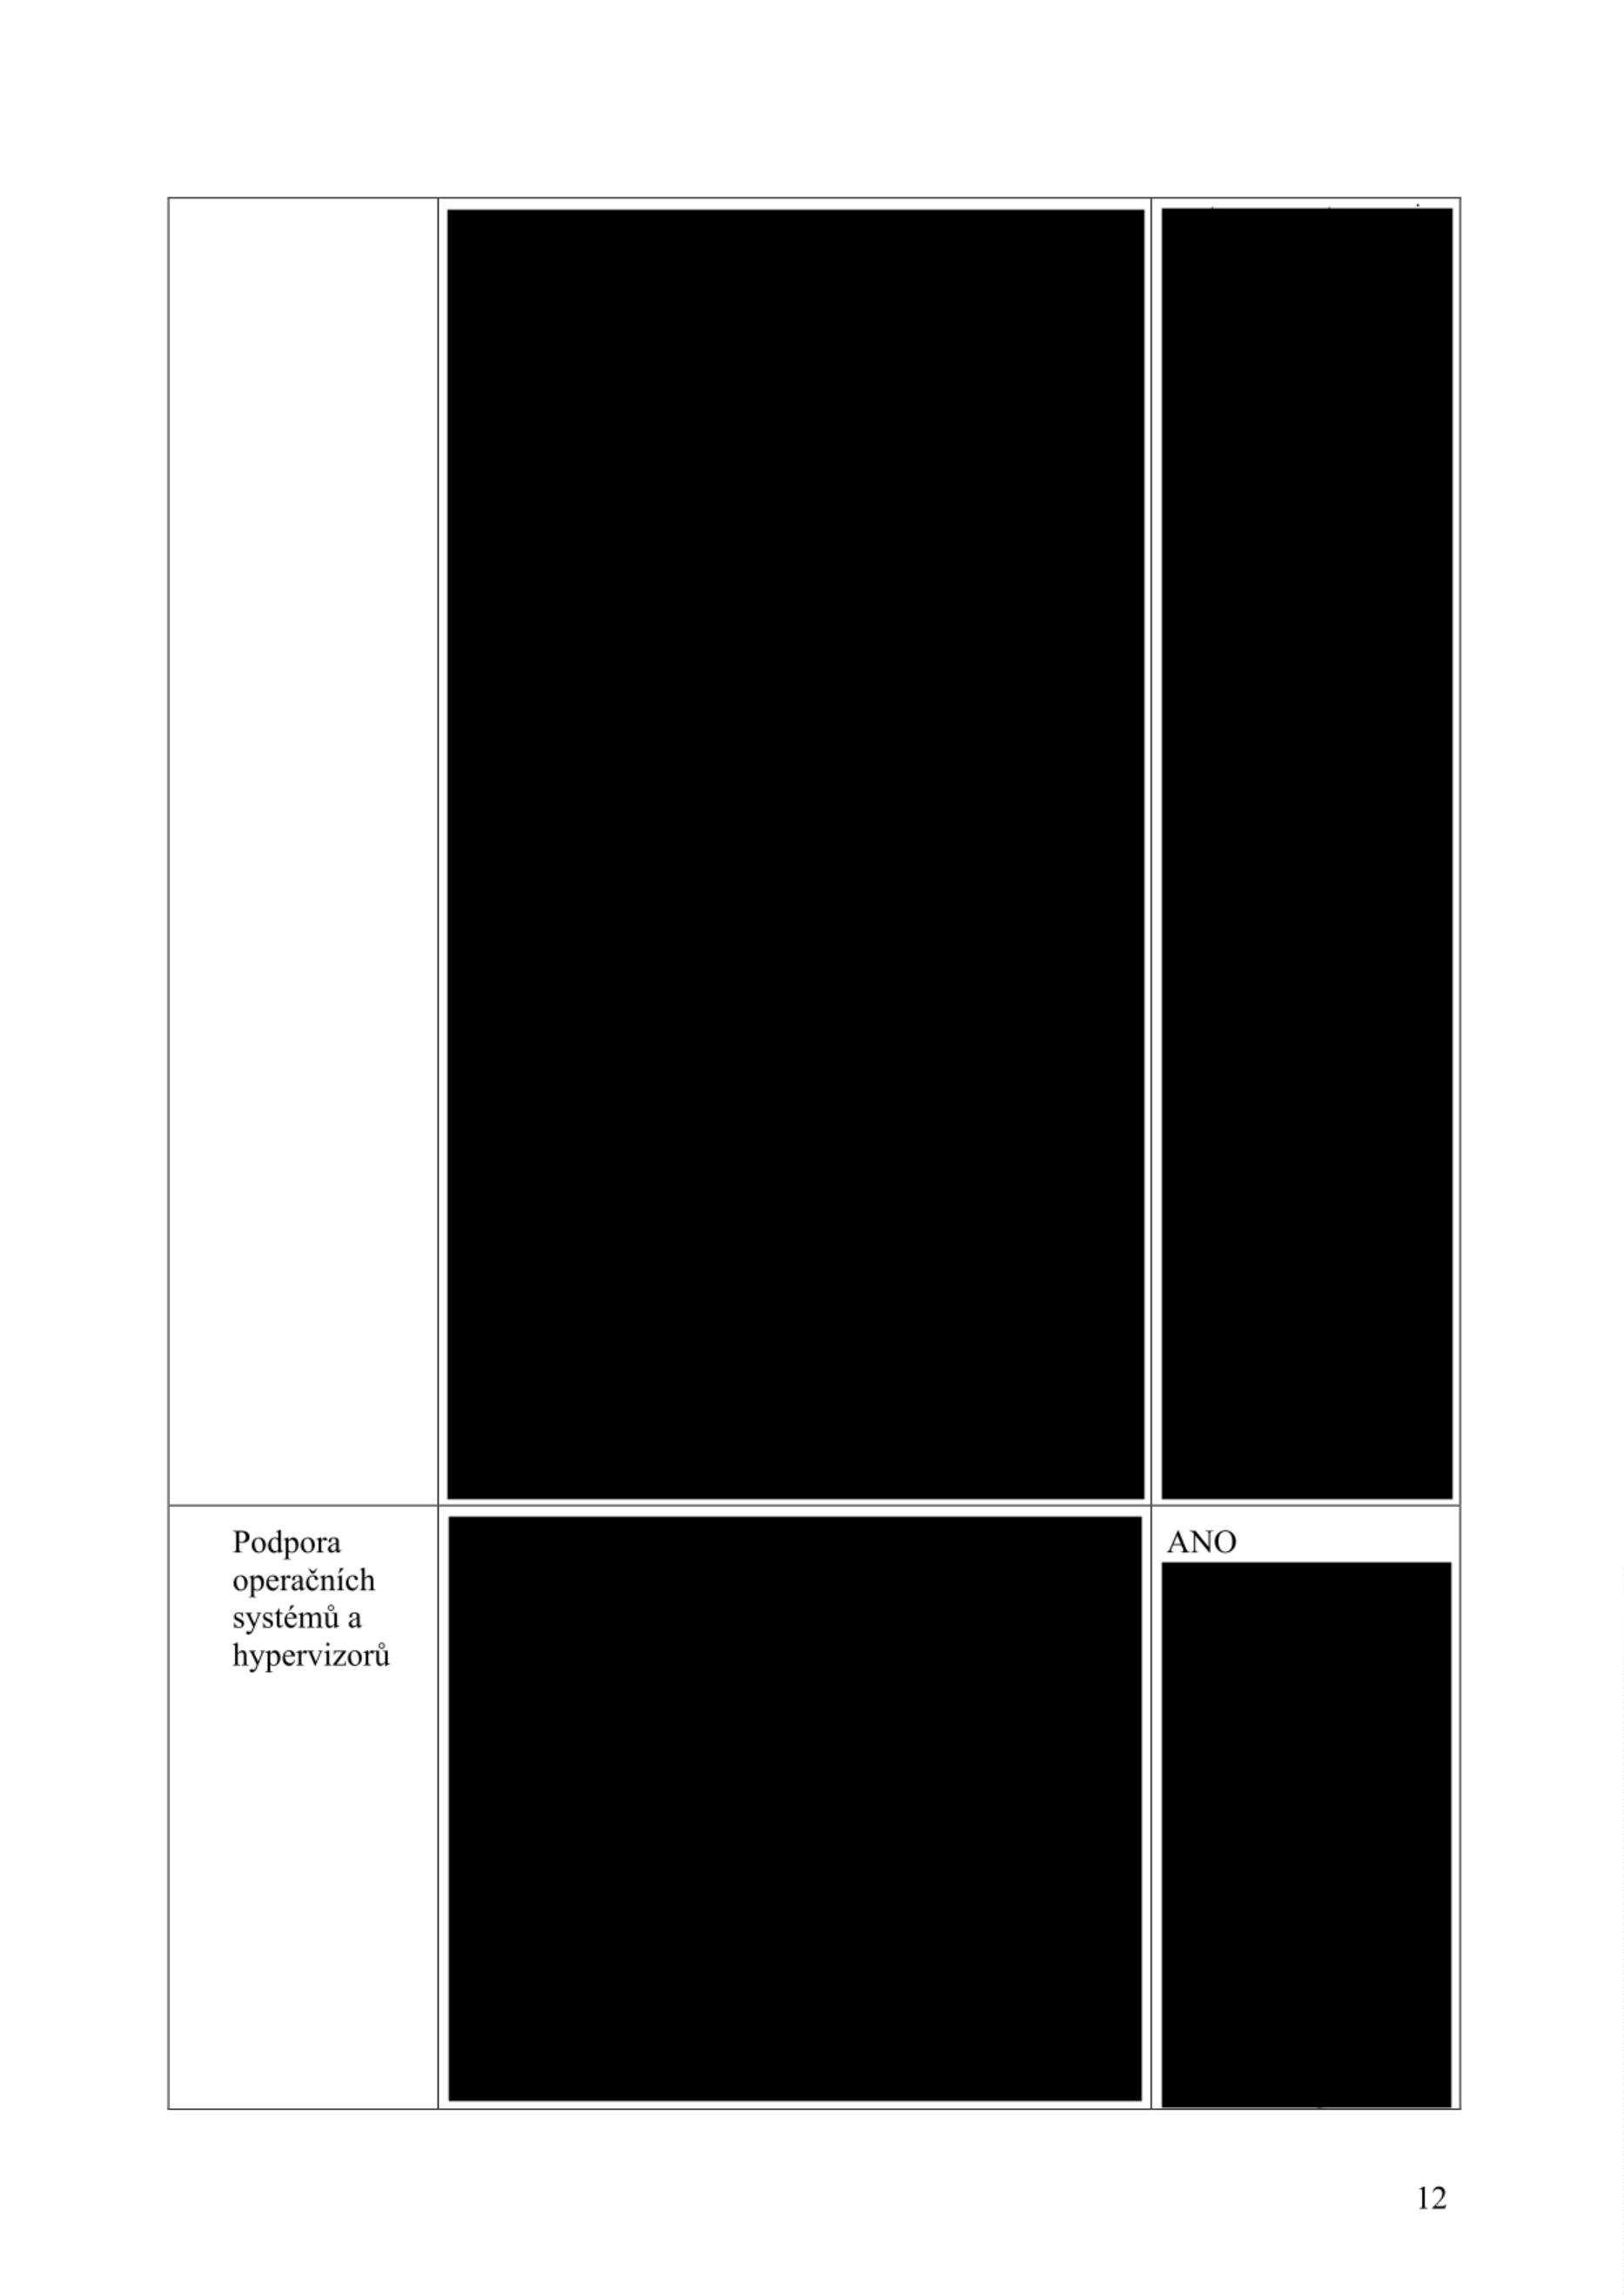 Podpora
operačních
systémů a
hypervizorů
ANO
12